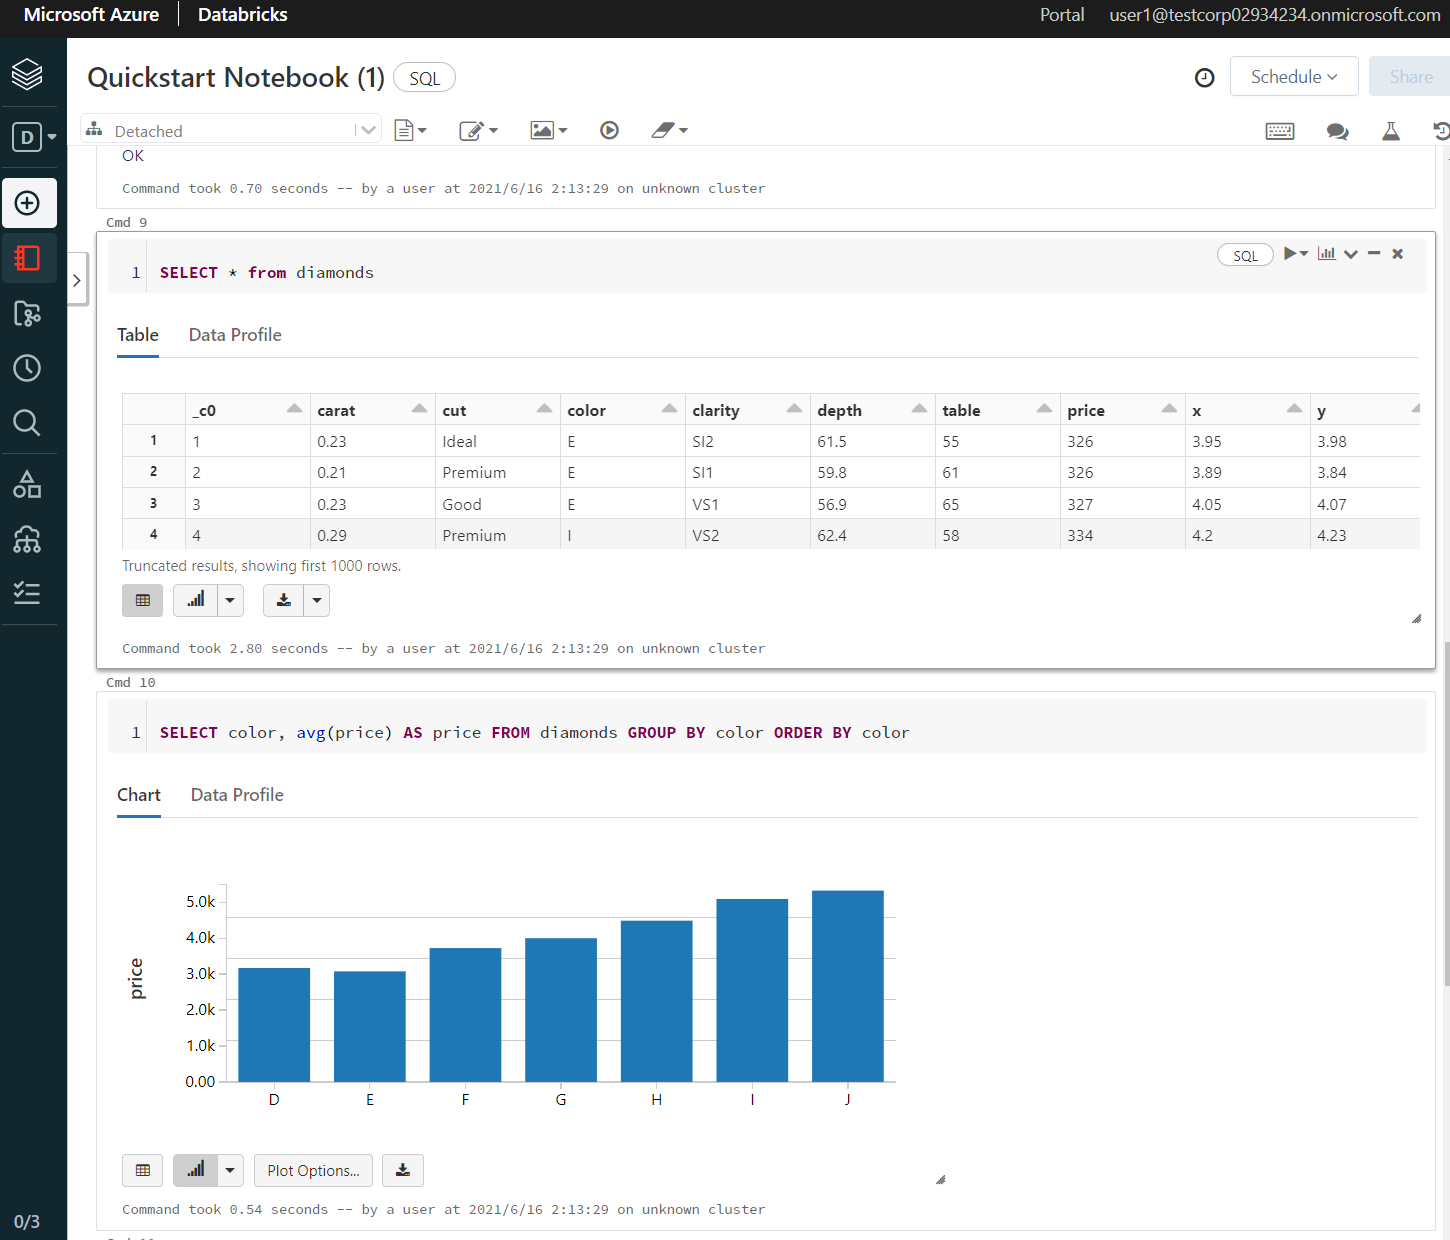 Microsoft Azure Databricks Portal user1@testcorp02934234.onmicrosoft.com
Quickstart Notebook (1) SQL Schedule Share
D Detached
OK
Command took 0.70 seconds -- by a user at 2021/6/16 2:13:29 on unknown cluster
Cmd 9
SQL
1 SELECT * from diamonds
Table Data Profile
_c0 carat cut color clarity depth table price x y
1 1 0.23 Ideal E SI2 61.5 55 326 3.95 3.98
2 2 0.21 Premium E SI1 59.8 61 326 3.89 3.84
3 3 0.23 Good E VS1 56.9 65 327 4.05 4.07
4 4 0.29 Premium I VS2 62.4 58 334 4.2 4.23
Truncated results, showing first 1000 rows.
Command took 2.80 seconds -- by a user at 2021/6/16 2:13:29 on unknown cluster
Cmd 10
1 SELECT color, avg(price) AS price FROM diamonds GROUP BY color ORDER BY color
Chart Data Profile
5.0k
4.0k
3.0k
2.0k
1.0k
0.00
price
D E F G H I J
Plot Options...
Command took 0.54 seconds -- by a user at 2021/6/16 2:13:29 on unknown cluster
0/3